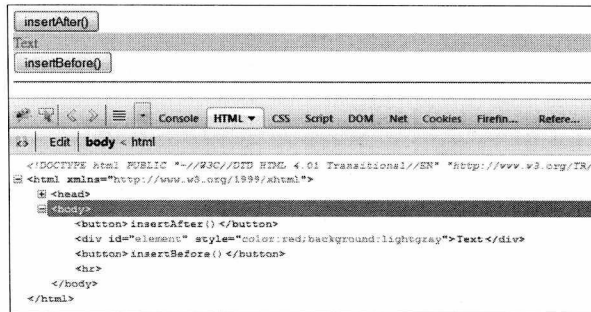 insertAfter()
Text
insertBefore()
Console HTML CSS Script DOM Net Cookies Firefin... Refere...
Edit body < html
<!DOCTYPE html PUBLIC "-//W3C//DTD HTML 4.01 Transitional//EN" "http://www.w3.org/TR/
<html xmlns="http://www.w3.org/1999/xhtml">
<head>
<body>
<button>insertAfter()</button>
<div id="element" style="color:red;background:lightgray">Text</div>
<button>insertBefore()</button>
<hr>
</body>
</html>